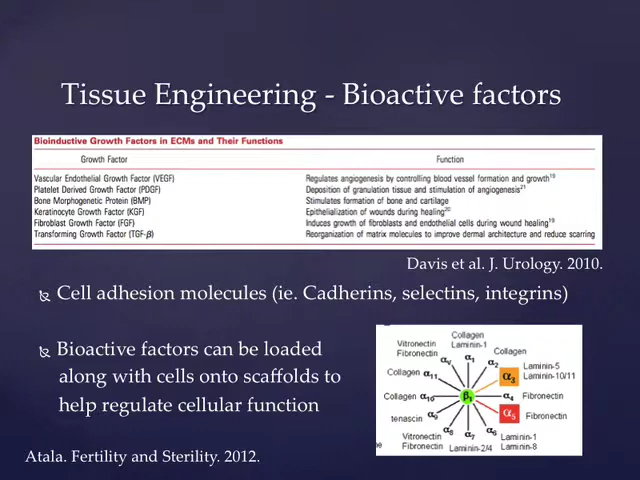 Tissue Engineering - Bioactive factors
Bioinductive Growth Factors in ECMs and Their Functions
Growth Factor Function
Vascular Endothelial Growth Factor (VEGF) Regulates angiogenesis by controlling blood vessel formation and growth¹⁹
Platelet Derived Growth Factor (PDGF) Deposition of granulation tissue and stimulation of angiogenesis²¹
Bone Morphogenetic Protein (BMP) Stimulates formation of bone and cartilage
Keratinocyte Growth Factor (KGF) Epithelialization of wounds during healing²⁰
Fibroblast Growth Factor (FGF) Induces growth of fibroblasts and endothelial cells during wound healing¹⁹
Transforming Growth Factor (TGF-β) Reorganization of matrix molecules to improve dermal architecture and reduce scarring
Davis et al. J. Urology. 2010.
Cell adhesion molecules (ie. Cadherins, selectins, integrins)
Bioactive factors can be loaded
along with cells onto scaffolds to
help regulate cellular function
Collagen
Laminin-1
Vitronectin
Fibronectin
Collagen
αv α1 α2
Laminin-5
Laminin-10/11
Collagen α11 α3
Collagen α10 β1 α4 Fibronectin
tenascin α9 α5 Fibronectin
α8 α7 α6
Vitronectin
Fibronectin
Laminin-2/4
Laminin-1
Laminin-8
Atala. Fertility and Sterility. 2012.